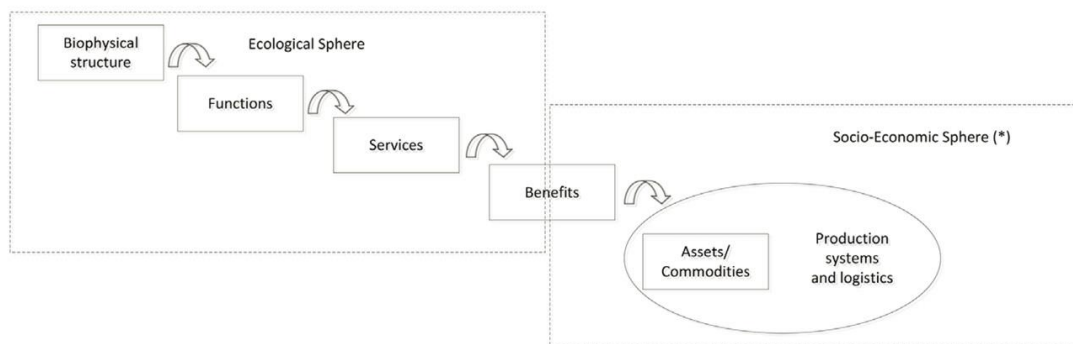 Biophysical
structure
Ecological Sphere
Functions
Services
Socio-Economic Sphere (*)
Benefits
Assets/
Commodities
Production
systems
and logistics